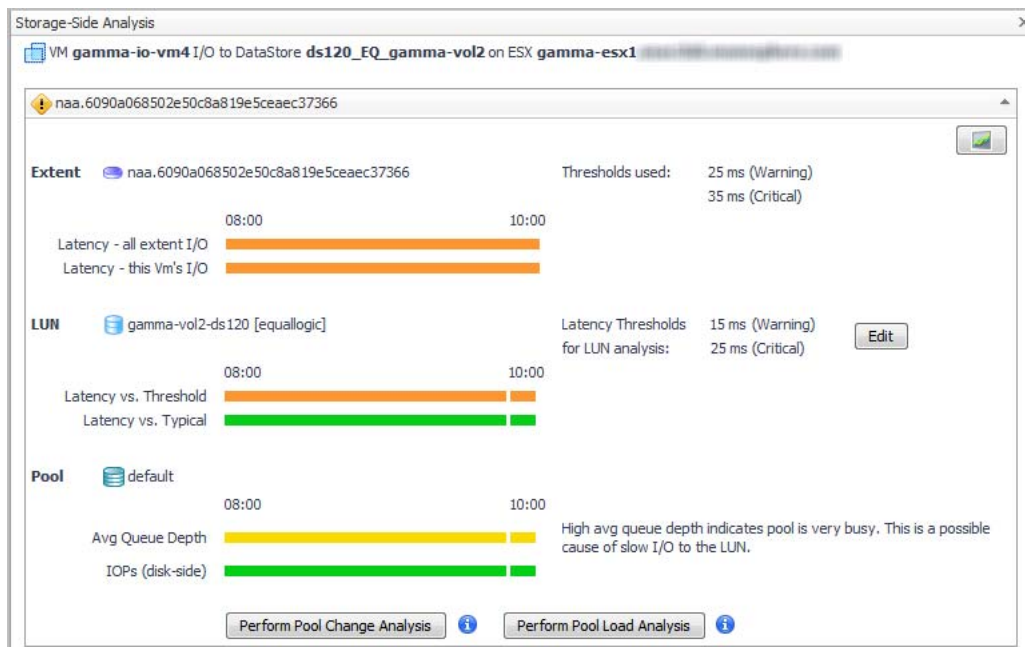 Storage-Side Analysis
VM gamma-io-vm4 I/O to DataStore ds120_EQ_gamma-vol2 on ESX gamma-esx1
naa.6090a068502e50c8a819e5ceaec37366
Extent naa.6090a068502e50c8a819e5ceaec37366 Thresholds used: 25 ms (Warning)
35 ms (Critical)
08:00 10:00
Latency - all extent I/O
Latency - this Vm's I/O
LUN gamma-vol2-ds120 [equallogic] Latency Thresholds 15 ms (Warning)
for LUN analysis: 25 ms (Critical) Edit
08:00 10:00
Latency vs. Threshold
Latency vs. Typical
Pool default
08:00 10:00
Avg Queue Depth High avg queue depth indicates pool is very busy. This is a possible
cause of slow I/O to the LUN.
IOPs (disk-side)
Perform Pool Change Analysis Perform Pool Load Analysis